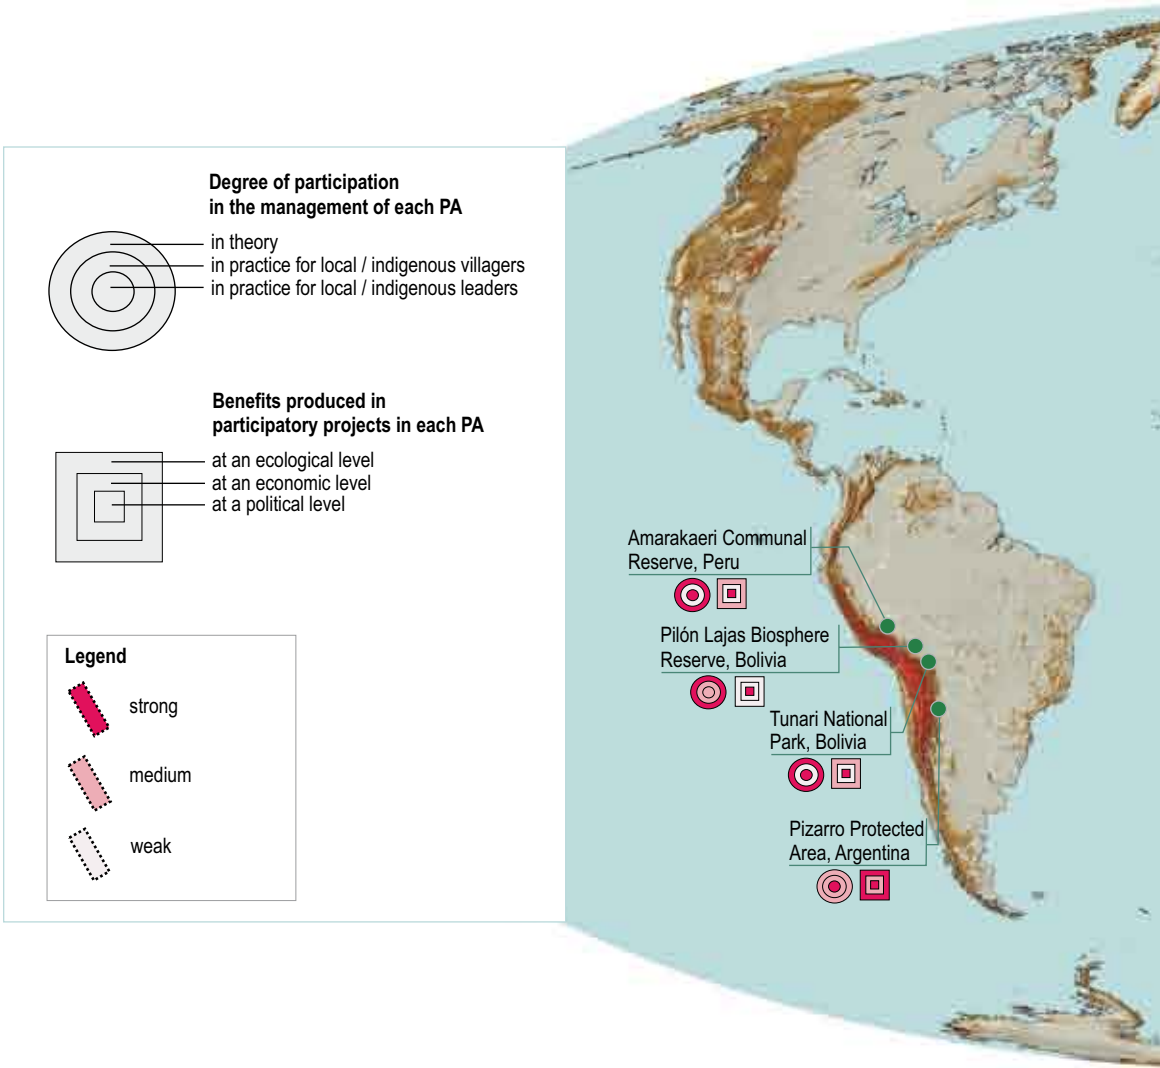 Degree of participation
in the management of each PA
in theory
in practice for local / indigenous villagers
in practice for local / indigenous leaders
Benefits produced in
participatory projects in each PA
at an ecological level
at an economic level
at a political level
Legend
strong
medium
weak
Amarakaeri Communal
Reserve, Peru
Pilón Lajas Biosphere
Reserve, Bolivia
Tunari National
Park, Bolivia
Pizarro Protected
Area, Argentina